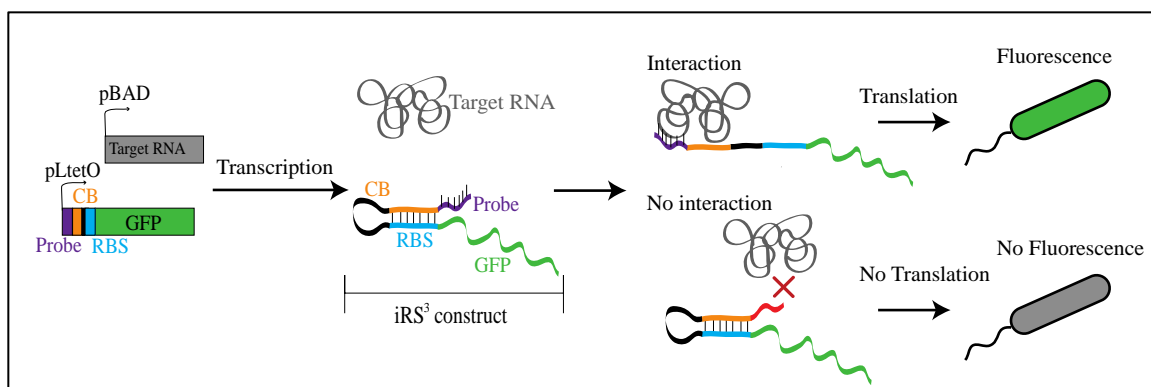 pBAD
Target RNA
pLtetO
CB
GFP
Probe
RBS
Transcription
Target RNA
CB
Probe
RBS
GFP
iRS³ construct
Interaction
Translation
Fluorescence
No interaction
No Translation
No Fluorescence